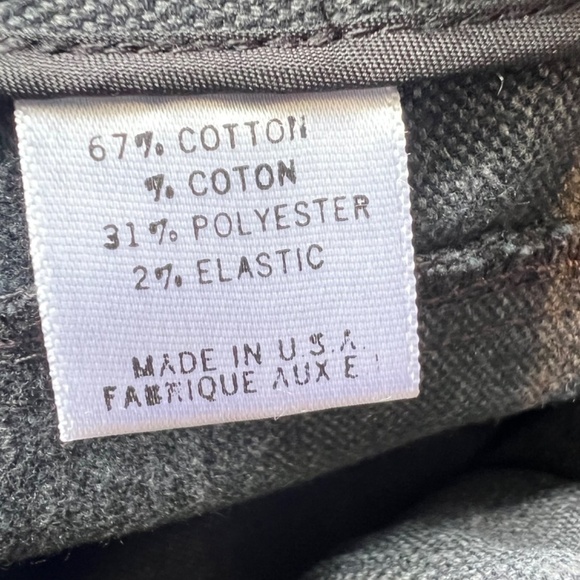 67% COTTON
% COTON
31% POLYESTER
2% ELASTIC
MADE IN U.S.A.
FABRIQUE AUX E